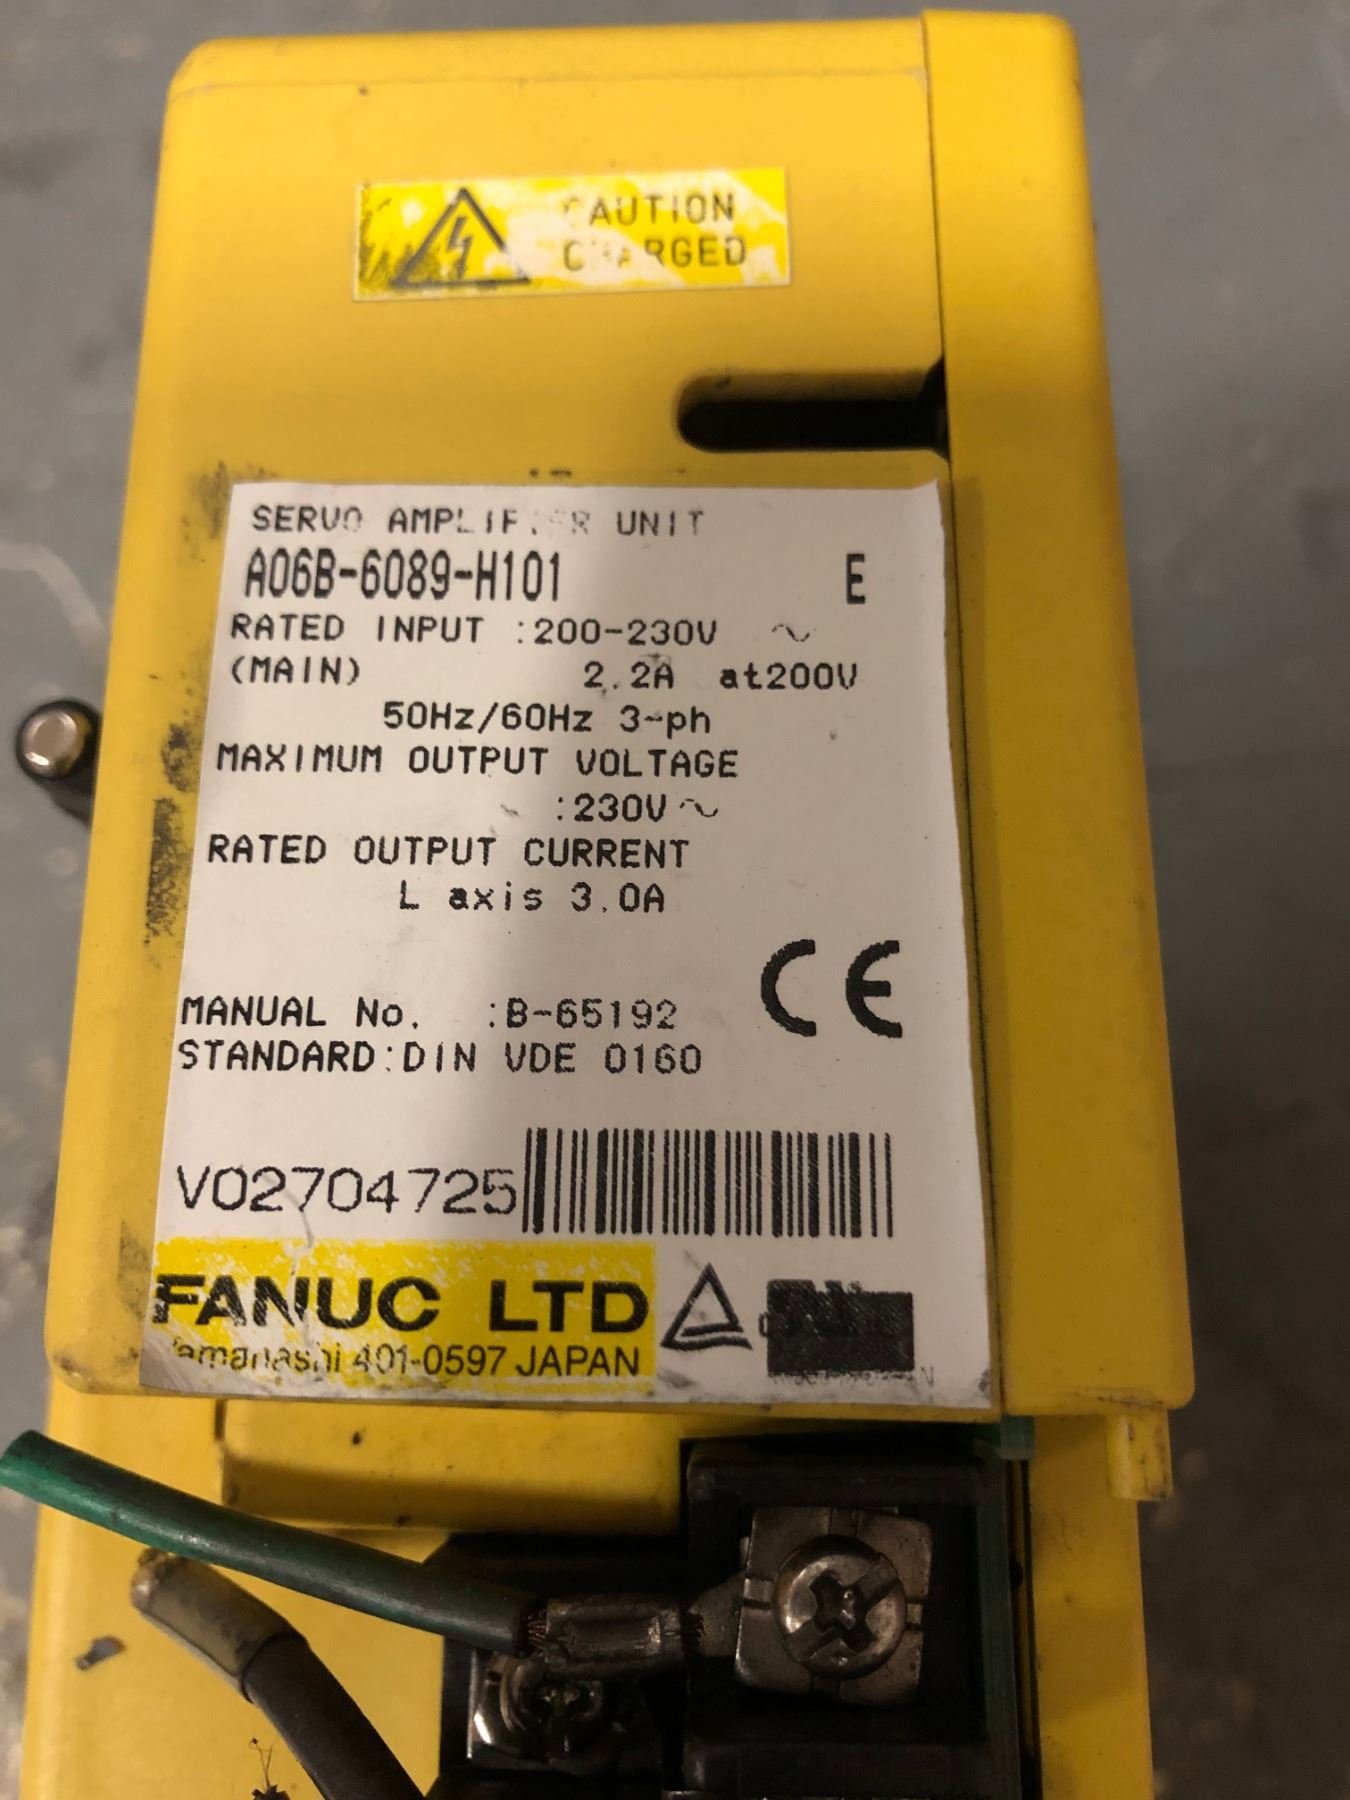 CAUTION
CHARGED
SERVO AMPLIFIER UNIT
A06B-6089-H101 E
RATED INPUT :200-230V ~
(MAIN) 2.2A at200V
50Hz/60Hz 3~ph
MAXIMUM OUTPUT VOLTAGE
:230V~
RATED OUTPUT CURRENT
L axis 3.0A
CE
MANUAL No. :B-65192
STANDARD:DIN VDE 0160
V02704725
FANUC LTD
Yamanashi 401-0597 JAPAN